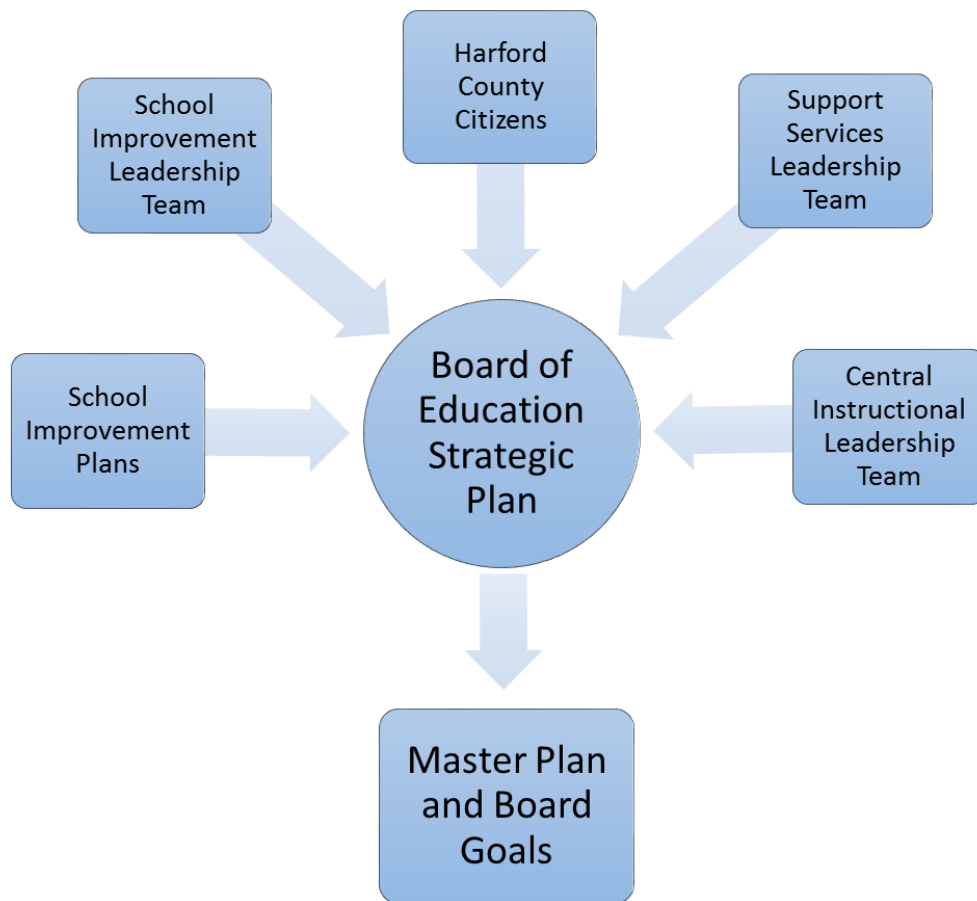 Harford
County
Citizens
School
Improvement
Leadership
Team
Support
Services
Leadership
Team
School
Improvement
Plans
Board of
Education
Strategic
Plan
Central
Instructional
Leadership
Team
Master Plan
and Board
Goals